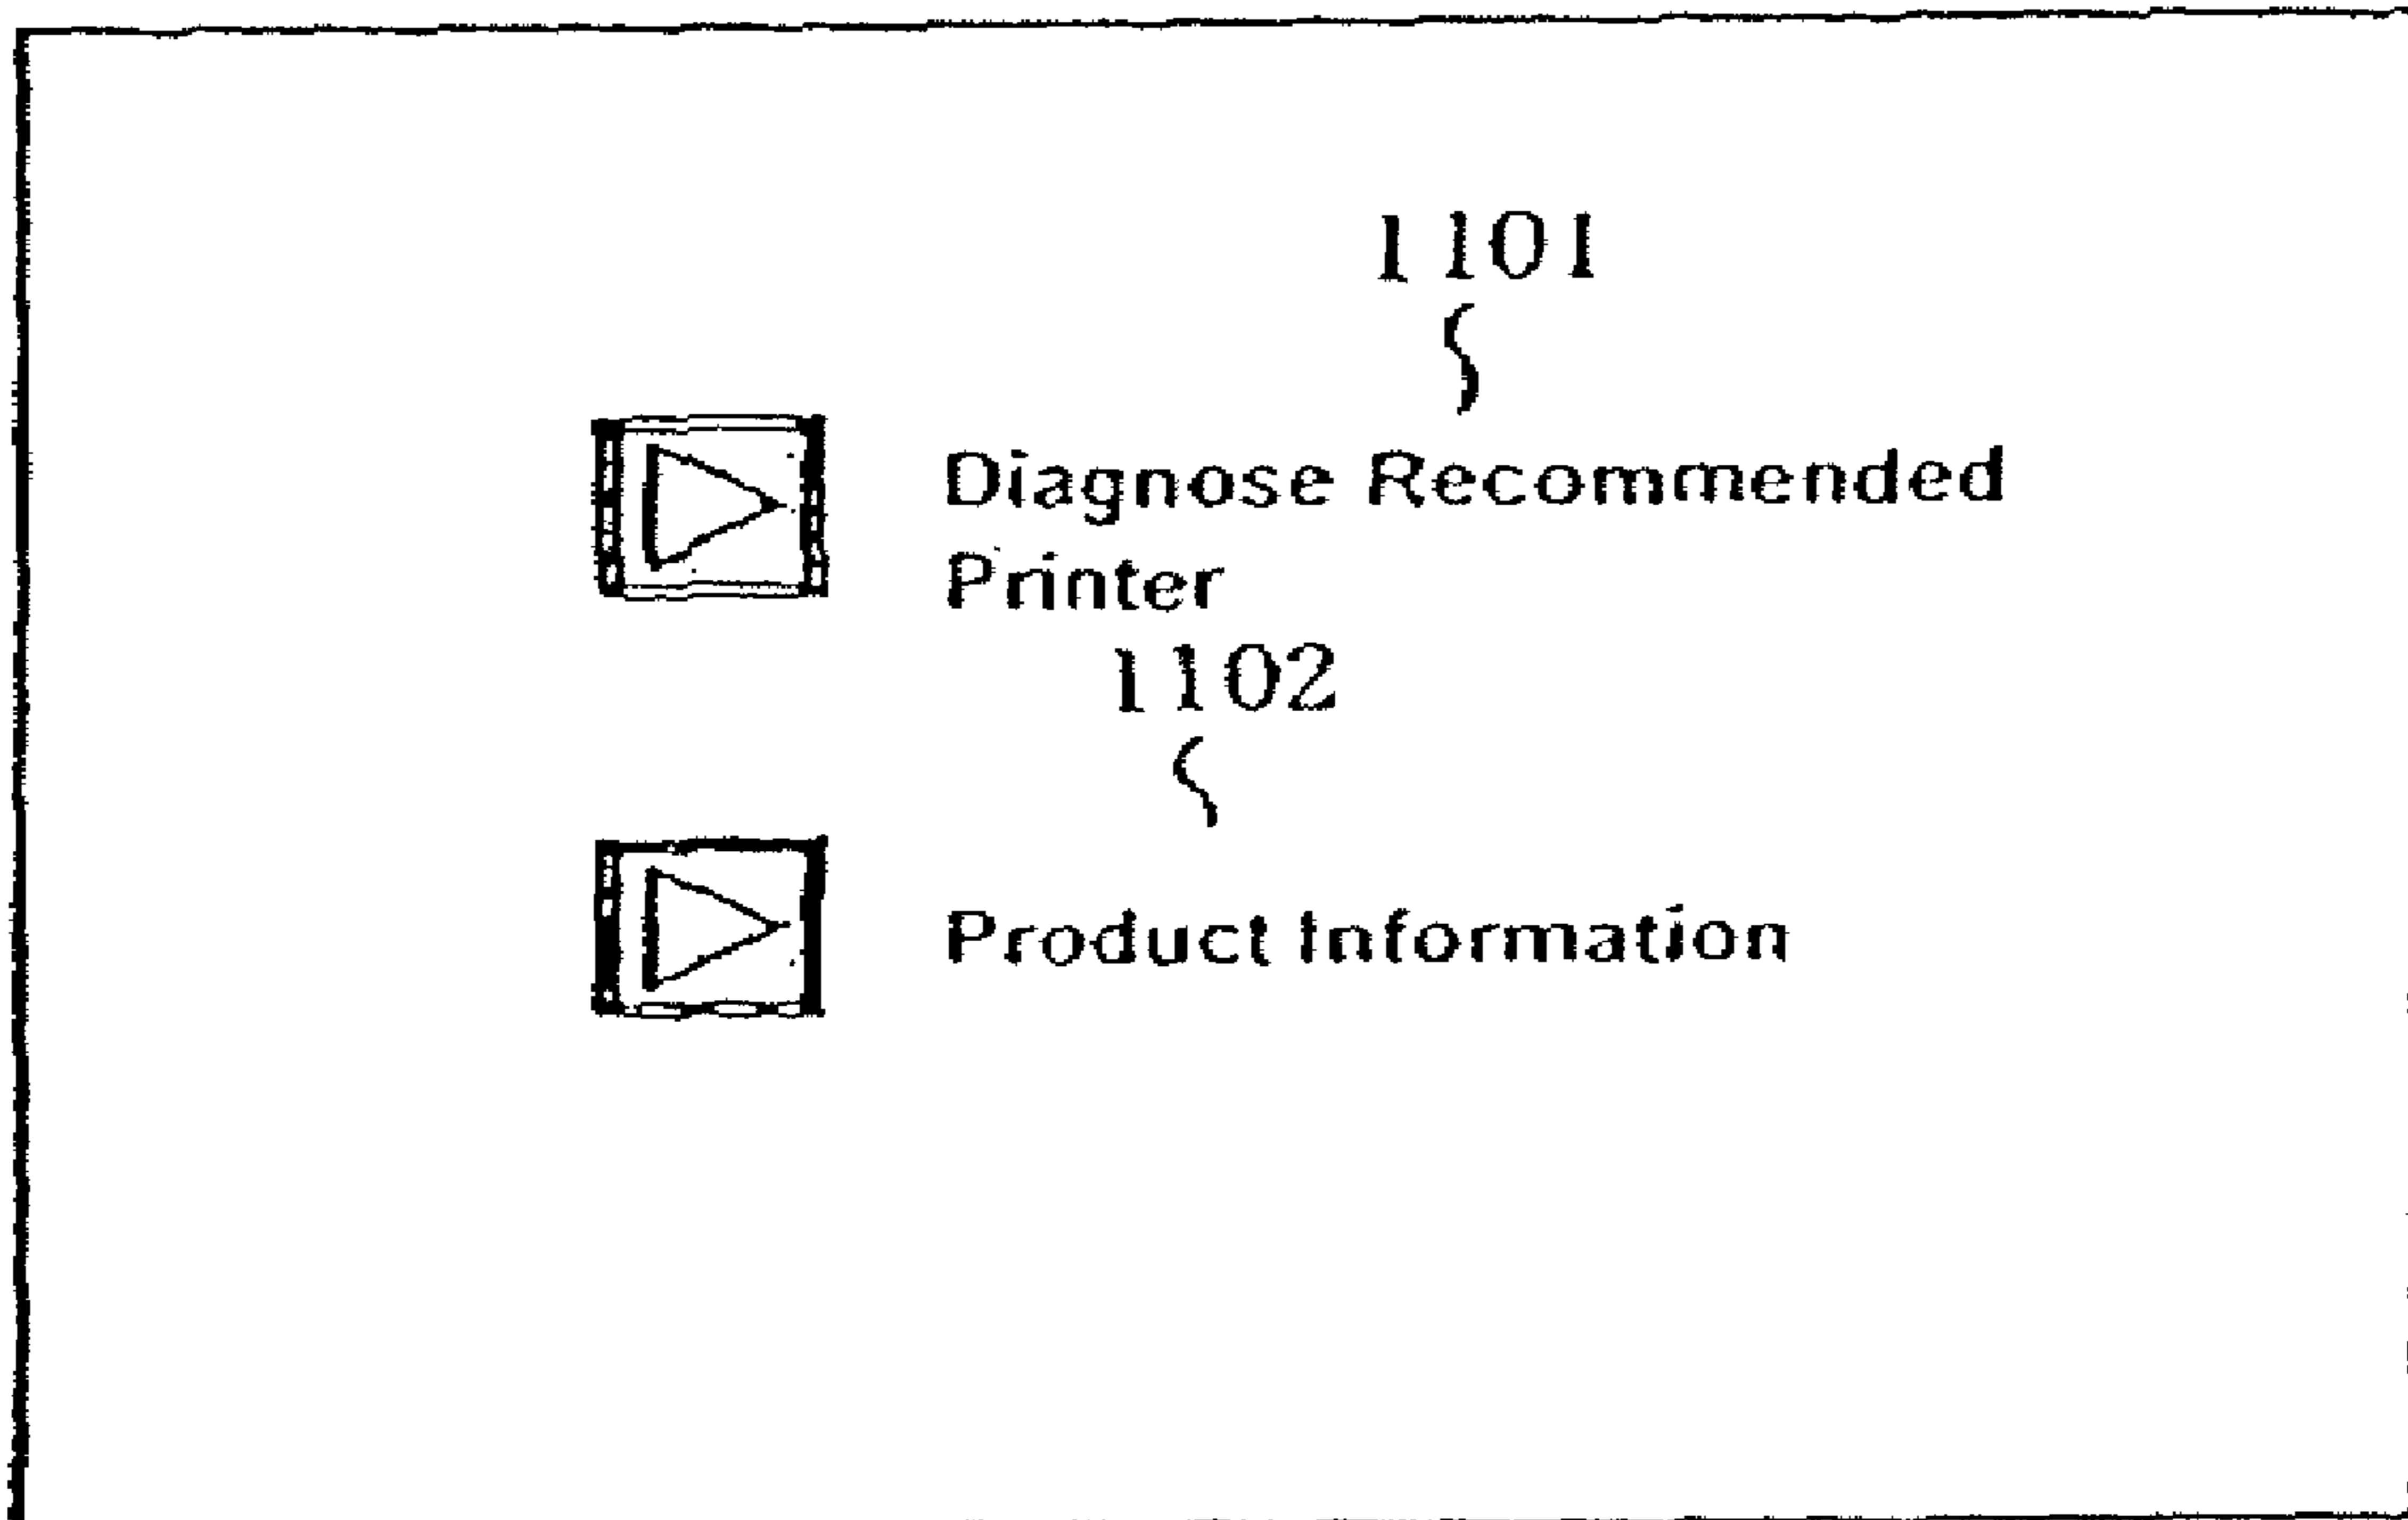 1101
Diagnose Recommended
Printer
1102
Product Information